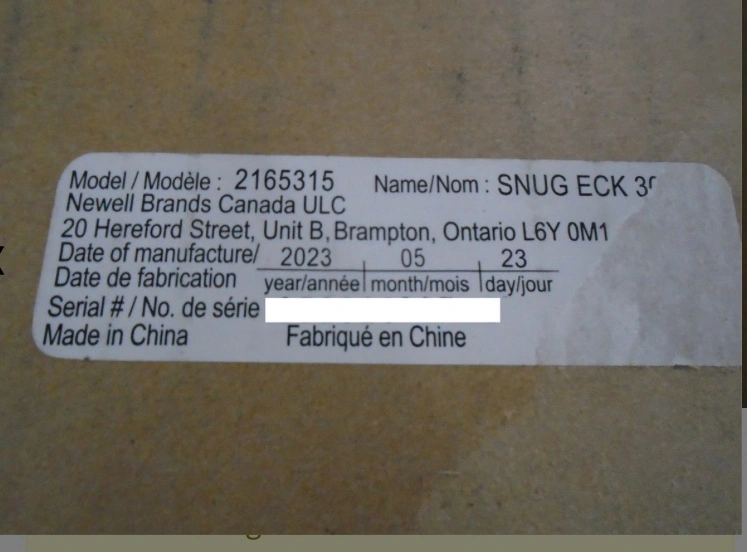 Model / Modèle : 2165315 Name/Nom : SNUG ECK
Newell Brands Canada ULC
20 Hereford Street, Unit B, Brampton, Ontario L6Y 0M1
Date of manufacture/ 2023 05 23
Date de fabrication year/année month/mois day/jour
Serial # / No. de série
Made in China Fabriqué en Chine